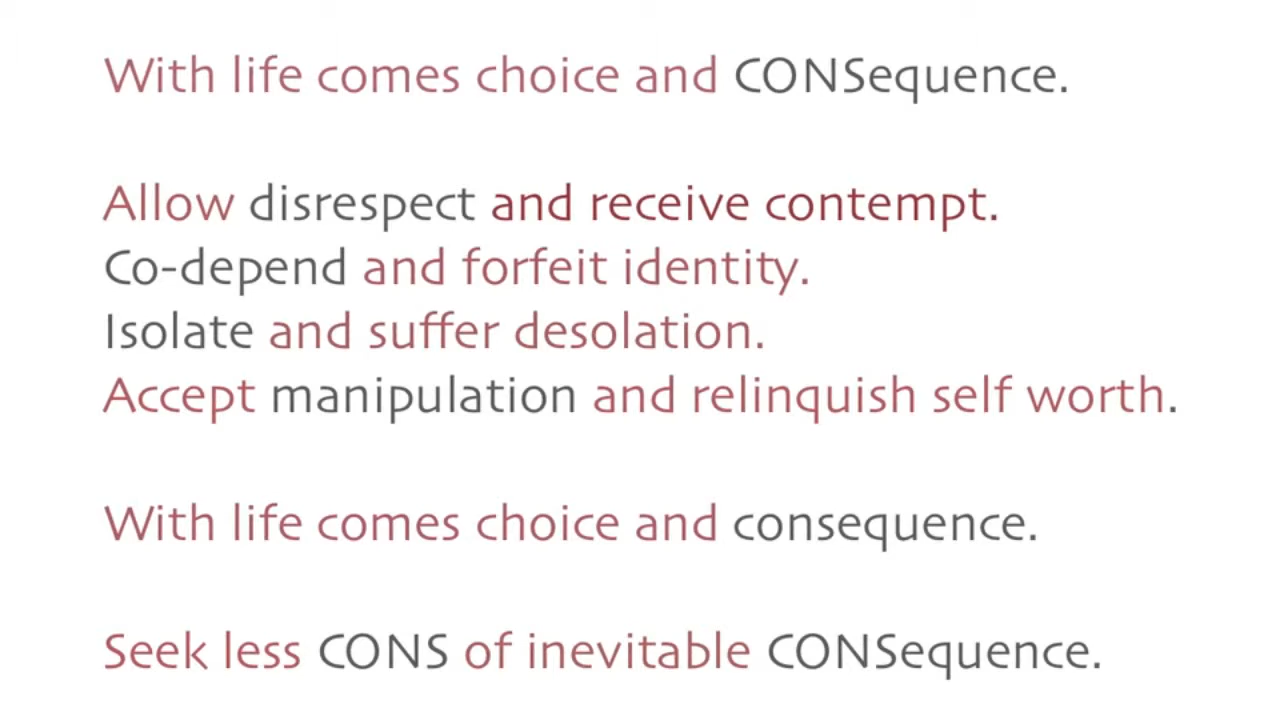 With life comes choice and CONSequence.
Allow disrespect and receive contempt.
Co-depend and forfeit identity.
Isolate and suffer desolation.
Accept manipulation and relinquish self worth.
With life comes choice and consequence.
Seek less CONS of inevitable CONSequence.